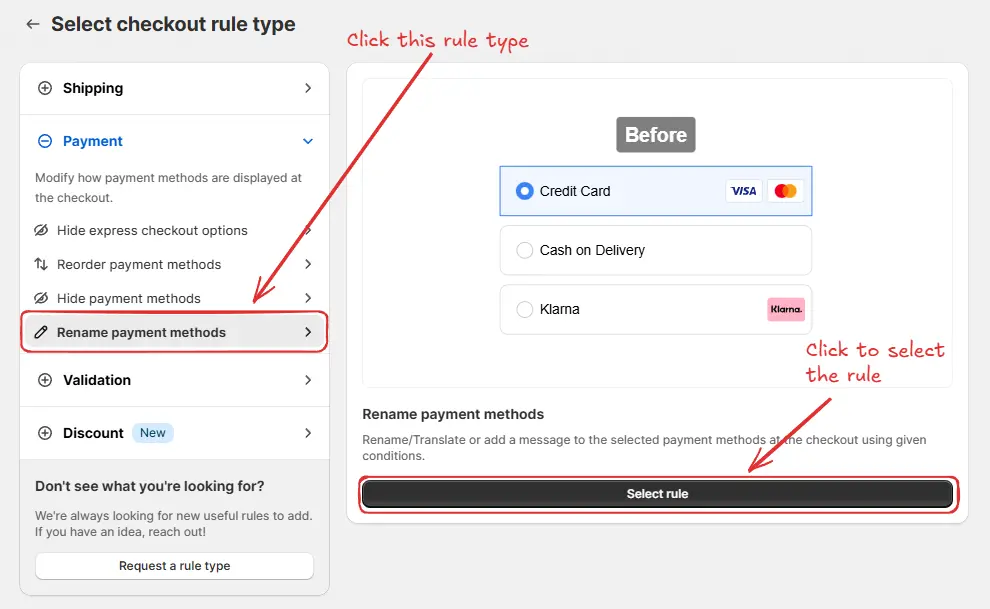 Select checkout rule type
Click this rule type
Shipping
Payment
Modify how payment methods are displayed at
the checkout.
Hide express checkout options
Reorder payment methods
Hide payment methods
Rename payment methods
Validation
Discount New
Don't see what you're looking for?
We're always looking for new useful rules to add.
If you have an idea, reach out!
Request a rule type
Before
Credit Card VISA
Cash on Delivery
Klarna Klarna.
Click to select
the rule
Rename payment methods
Rename/Translate or add a message to the selected payment methods at the checkout using given
conditions.
Select rule